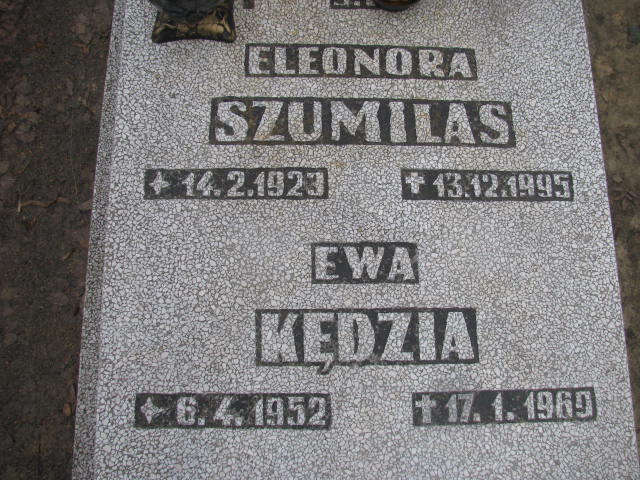 ELEONORA
SZUMILAS
14.2.1923 ✝13.12.1995
EWA
KĘDZIA
6.4.1952 ✝17.1.1969